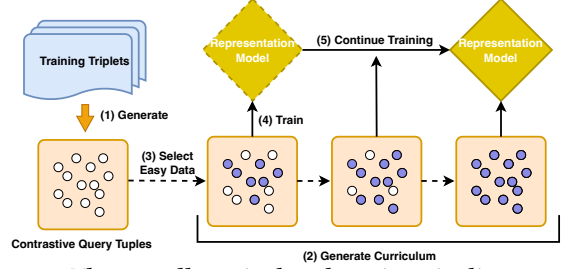 Training Triplets
(1) Generate
Contrastive Query Tuples
(3) Select
Easy Data
Representation
Model
(4) Train
(5) Continue Training
Representation
Model
(2) Generate Curriculum